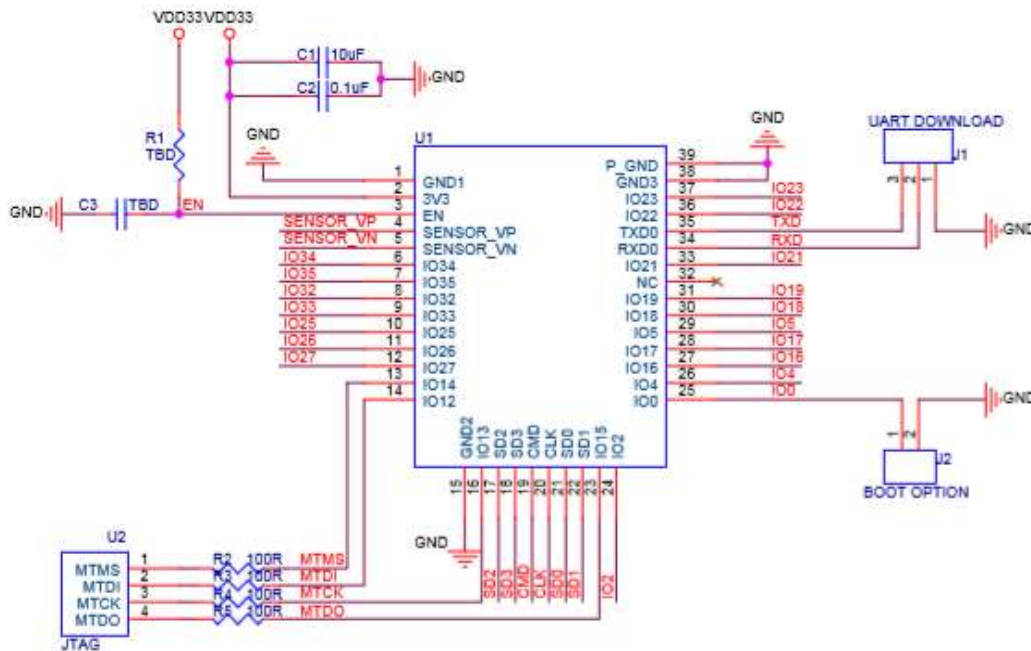 VDD33 VDD33
C1 10uF
GND
C2 0.1uF
R1
TBD
GND
C3 TBD
EN
GND
U1
1 GND1
2 3V3
3 EN
SENSOR_VP 4 SENSOR_VP
SENSOR_VN 5 SENSOR_VN
IO34 6 IO34
IO35 7 IO35
IO32 8 IO32
IO33 9 IO33
IO25 10 IO25
IO26 11 IO26
IO27 12 IO27
13 IO14
14 IO12
GND
P_GND 39
GND3 38
IO23 37 IO23
IO22 36 IO22
TXD0 35 TXD
RXD0 34 RXD
IO21 33 IO21
NC 32
IO19 31 IO19
IO18 30 IO18
IO5 29 IO5
IO17 28 IO17
IO16 27 IO16
IO4 26 IO4
IO0 25 IO0
UART DOWNLOAD
J1
3 2 1
GND
GND
1 2
J2
BOOT OPTION
GND2 IO13 SD2 SD3 CMD CLK SD0 SD1 IO15 IO2
15 16 17 18 19 20 21 22 23 24
GND
SD2 SD3 CMD CLK SD0 SD1 IO2
U2
MTMS 1 R2 100R MTMS
MTDI 2 R3 100R MTDI
MTCK 3 R4 100R MTCK
MTDO 4 R5 100R MTDO
JTAG